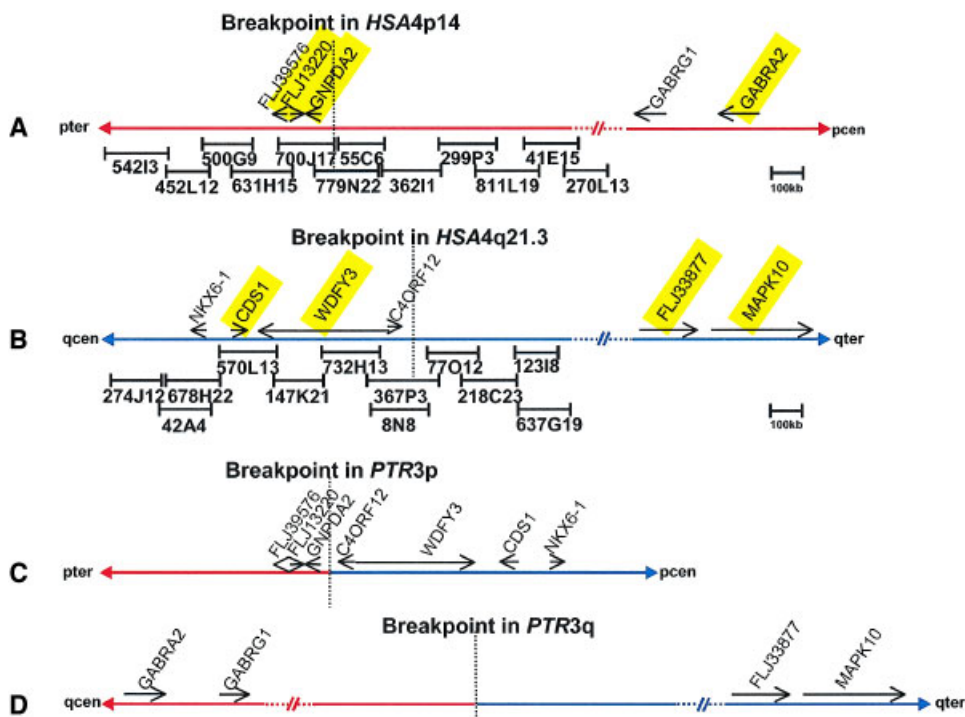 Breakpoint in HSA4p14
FLJ39576
FLJ13220
GNPDA2
GABRG1
GABRA2
A
pter
pcen
542I3
452L12
500G9
631H15
700J17
779N22
55C6
362I1
299P3
811L19
41E15
270L13
100kb
Breakpoint in HSA4q21.3
NKX6-1
CDS1
WDFY3
C4ORF12
FLJ33877
MAPK10
B
qcen
qter
274J12
678H22
42A4
570L13
147K21
732H13
367P3
8N8
77O12
218C23
123I8
637G19
100kb
Breakpoint in PTR3p
FLJ39576
FLJ13220
GNPDA2
C4ORF12
WDFY3
CDS1
NKX6-1
C
pter
pcen
Breakpoint in PTR3q
GABRA2
GABRG1
FLJ33877
MAPK10
D
qcen
qter